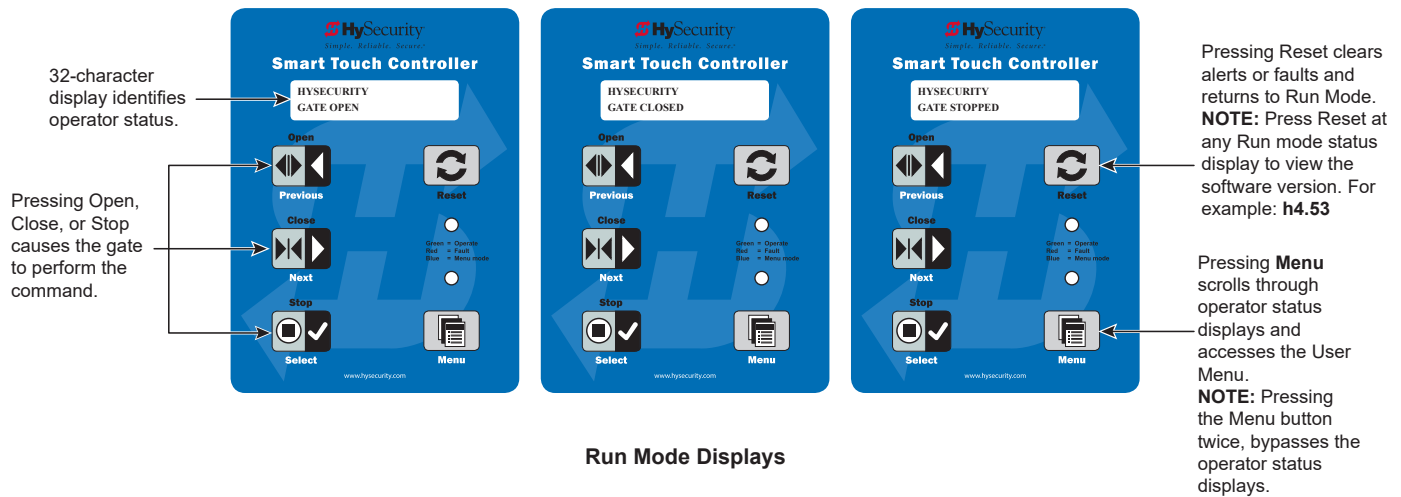 32-character
display identifies
operator status.
Pressing Open,
Close, or Stop
causes the gate
to perform the
command.
HySecurity
Simple. Reliable. Secure.®
Smart Touch Controller
HYSECURITY
GATE OPEN
Open
Previous
Reset
Close
Green = Operate
Red = Fault
Blue = Menu mode
Next
Stop
Select
Menu
www.hysecurity.com
HySecurity
Simple. Reliable. Secure.®
Smart Touch Controller
HYSECURITY
GATE CLOSED
Open
Previous
Reset
Close
Green = Operate
Red = Fault
Blue = Menu mode
Next
Stop
Select
Menu
www.hysecurity.com
HySecurity
Simple. Reliable. Secure.®
Smart Touch Controller
HYSECURITY
GATE STOPPED
Open
Previous
Reset
Close
Green = Operate
Red = Fault
Blue = Menu mode
Next
Stop
Select
Menu
www.hysecurity.com
Pressing Reset clears
alerts or faults and
returns to Run Mode.
NOTE: Press Reset at
any Run mode status
display to view the
software version. For
example: h4.53
Pressing Menu
scrolls through
operator status
displays and
accesses the User
Menu.
NOTE: Pressing
the Menu button
twice, bypasses the
operator status
displays.
Run Mode Displays